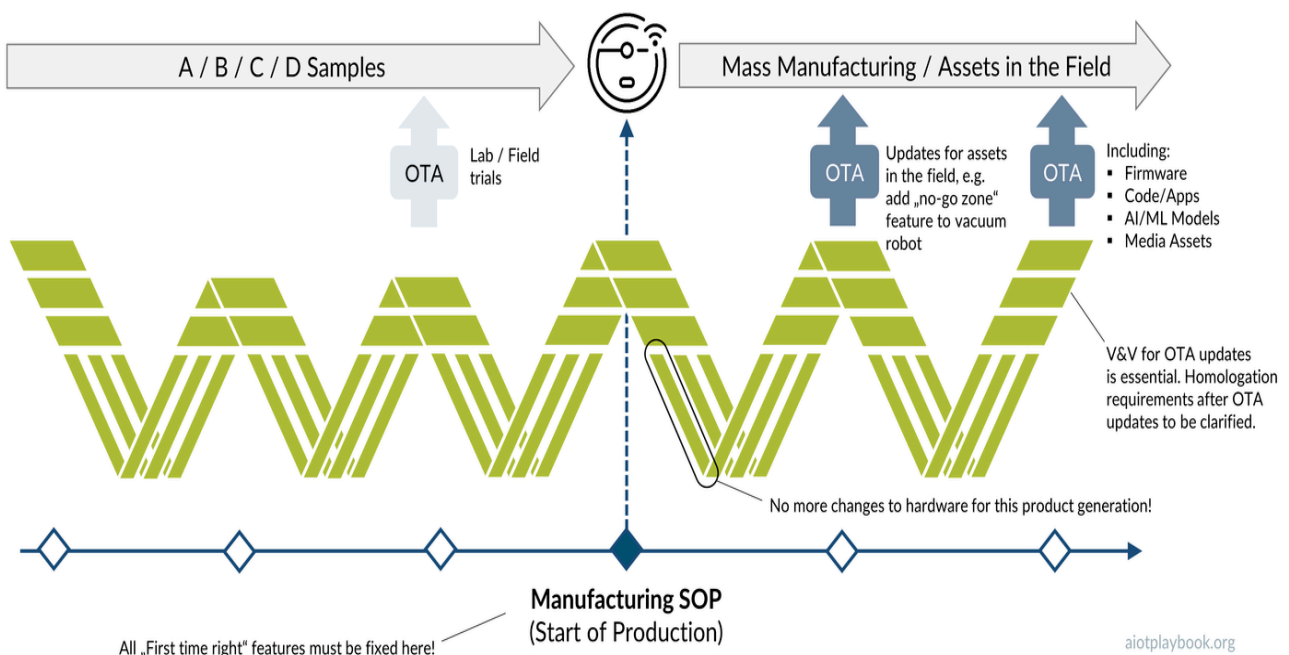 A / B / C / D Samples
Mass Manufacturing / Assets in the Field
OTA
Lab / Field
trials
OTA
Updates for assets
in the field, e.g.
add „no-go zone“
feature to vacuum
robot
OTA
Including:
▪ Firmware
▪ Code/Apps
▪ AI/ML Models
▪ Media Assets
V&V for OTA updates
is essential. Homologation
requirements after OTA
updates to be clarified.
No more changes to hardware for this product generation!
Manufacturing SOP
(Start of Production)
All „First time right“ features must be fixed here!
aiotplaybook.org